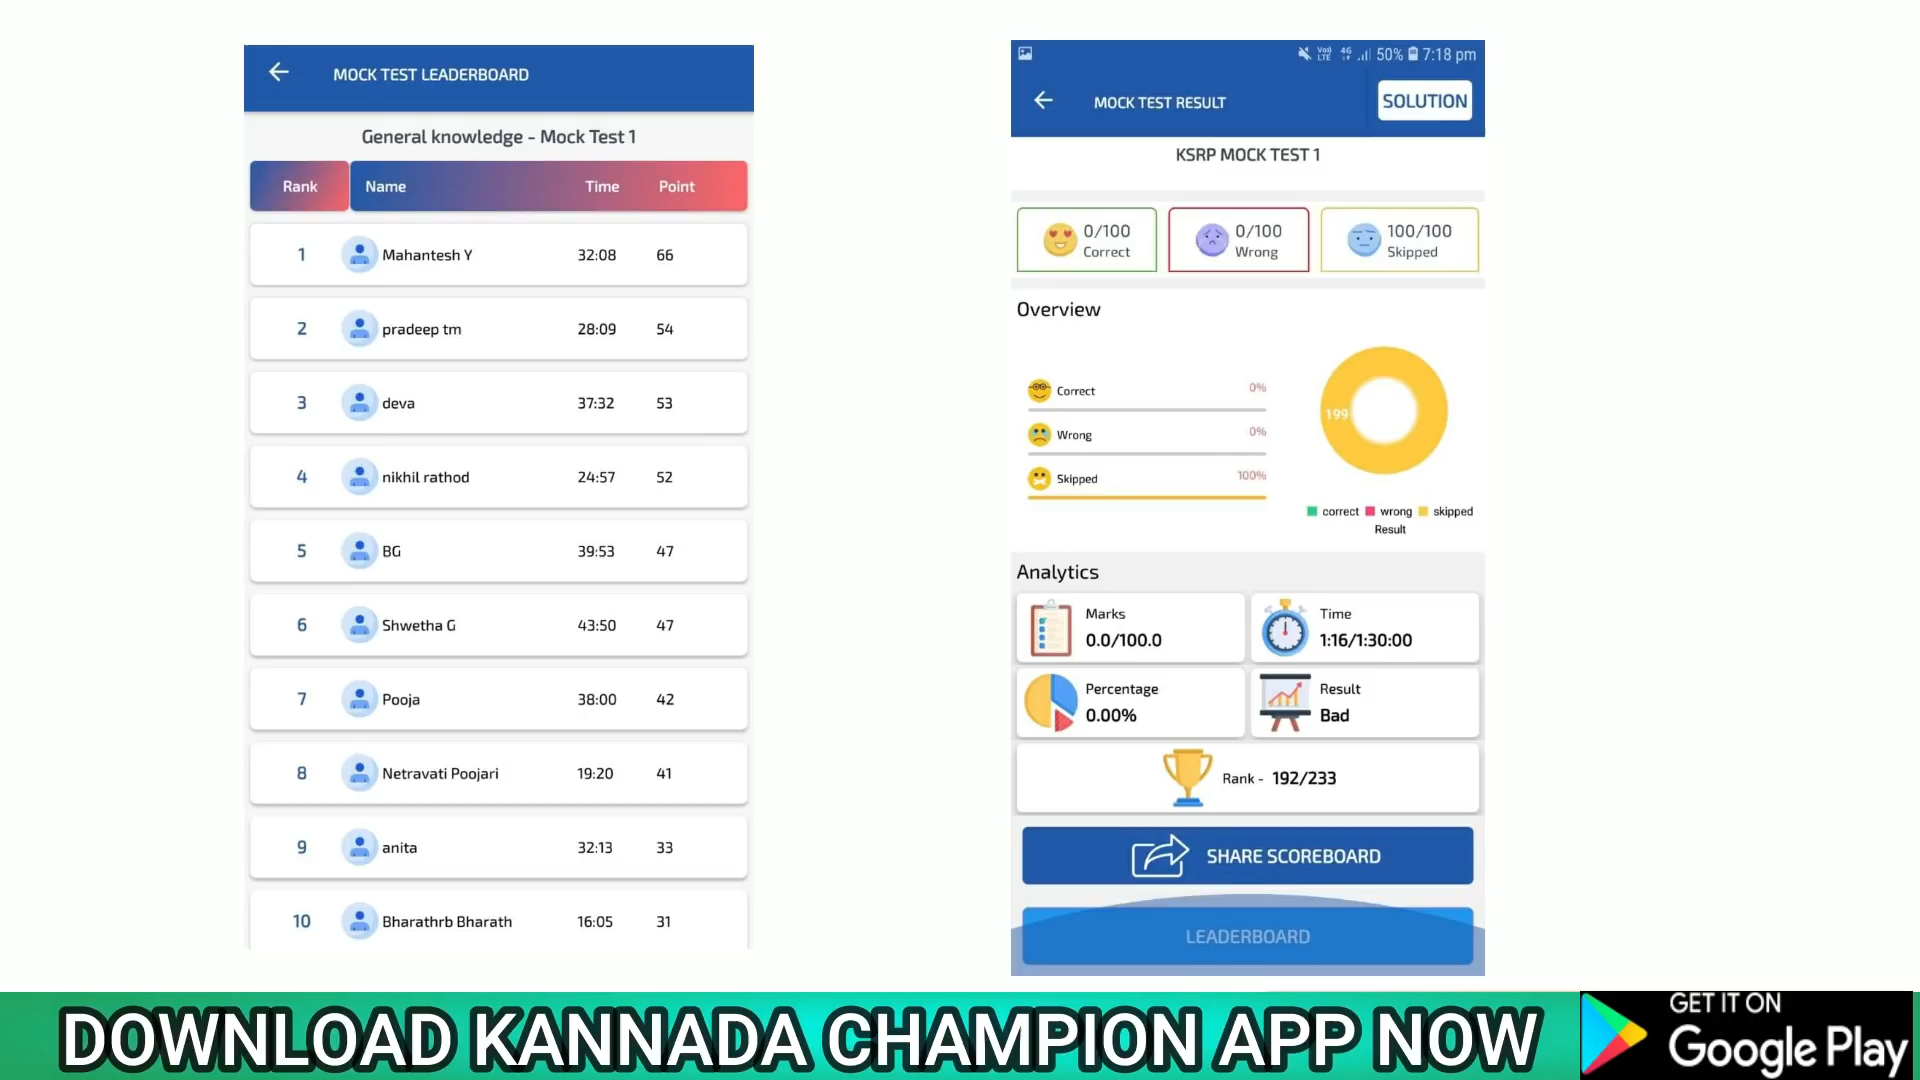 MOCK TEST LEADERBOARD
General knowledge - Mock Test 1
Rank Name Time Point
1 Mahantesh Y 32:08 66
2 pradeep tm 28:09 54
3 deva 37:32 53
4 nikhil rathod 24:57 52
5 BG 39:53 47
6 Shwetha G 43:50 47
7 Pooja 38:00 42
8 Netravati Poojari 19:20 41
9 anita 32:13 33
10 Bharathrb Bharath 16:05 31
Vo)) LTE 4G 50% 7:18 pm
MOCK TEST RESULT SOLUTION
KSRP MOCK TEST 1
0/100 0/100 100/100
Correct Wrong Skipped
Overview
Correct 0%
Wrong 0%
Skipped 100%
199
correct wrong skipped
Result
Analytics
Marks Time
0.0/100.0 1:16/1:30:00
Percentage Result
0.00% Bad
Rank - 192/233
SHARE SCOREBOARD
LEADERBOARD
DOWNLOAD KANNADA CHAMPION APP NOW
GET IT ON
Google Play